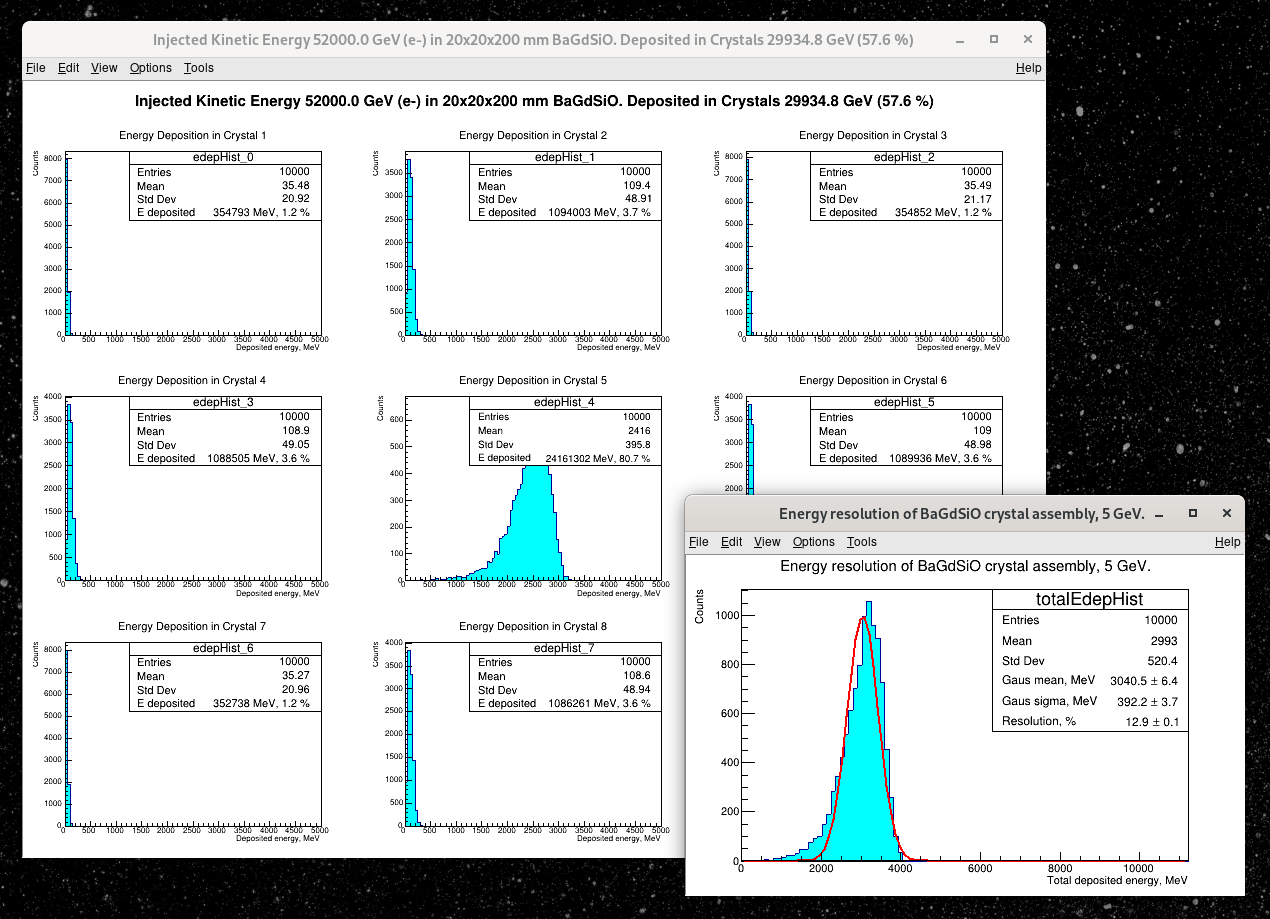 Injected Kinetic Energy 52000.0 GeV (e-) in 20x20x200 mm BaGdSiO. Deposited in Crystals 29934.8 GeV (57.6 %)
File Edit View Options Tools Help
Injected Kinetic Energy 52000.0 GeV (e-) in 20x20x200 mm BaGdSiO. Deposited in Crystals 29934.8 GeV (57.6 %)
Energy Deposition in Crystal 1
Counts
8000
7000
6000
5000
4000
3000
2000
1000
0
edepHist_0
Entries 10000
Mean 35.48
Std Dev 20.92
E deposited 354793 MeV, 1.2 %
0 500 1000 1500 2000 2500 3000 3500 4000 4500 5000
Deposited energy, MeV
Energy Deposition in Crystal 2
Counts
3500
3000
2500
2000
1500
1000
500
0
edepHist_1
Entries 10000
Mean 109.4
Std Dev 48.91
E deposited 1094003 MeV, 3.7 %
0 500 1000 1500 2000 2500 3000 3500 4000 4500 5000
Deposited energy, MeV
Energy Deposition in Crystal 3
Counts
8000
7000
6000
5000
4000
3000
2000
1000
0
edepHist_2
Entries 10000
Mean 35.49
Std Dev 21.17
E deposited 354852 MeV, 1.2 %
0 500 1000 1500 2000 2500 3000 3500 4000 4500 5000
Deposited energy, MeV
Energy Deposition in Crystal 4
Counts
4000
3500
3000
2500
2000
1500
1000
500
0
edepHist_3
Entries 10000
Mean 108.9
Std Dev 49.05
E deposited 1088505 MeV, 3.6 %
0 500 1000 1500 2000 2500 3000 3500 4000 4500 5000
Deposited energy, MeV
Energy Deposition in Crystal 5
Counts
600
500
400
300
200
100
0
edepHist_4
Entries 10000
Mean 2416
Std Dev 395.8
E deposited 24161302 MeV, 80.7 %
0 500 1000 1500 2000 2500 3000 3500 4000 4500 5000
Deposited energy, MeV
Energy Deposition in Crystal 6
Counts
4000
3500
3000
2500
2000
edepHist_5
Entries 10000
Mean 109
Std Dev 48.98
E deposited 1089936 MeV, 3.6 %
Energy Deposition in Crystal 7
Counts
8000
7000
6000
5000
4000
3000
2000
1000
0
edepHist_6
Entries 10000
Mean 35.27
Std Dev 20.96
E deposited 352738 MeV, 1.2 %
0 500 1000 1500 2000 2500 3000 3500 4000 4500 5000
Deposited energy, MeV
Energy Deposition in Crystal 8
Counts
4000
3500
3000
2500
2000
1500
1000
500
0
edepHist_7
Entries 10000
Mean 108.6
Std Dev 48.94
E deposited 1086261 MeV, 3.6 %
0 500 1000 1500 2000 2500 3000 3500 4000 4500 5000
Deposited energy, MeV
Energy resolution of BaGdSiO crystal assembly, 5 GeV.
File Edit View Options Tools Help
Energy resolution of BaGdSiO crystal assembly, 5 GeV.
Counts
1000
800
600
400
200
0
totalEdepHist
Entries 10000
Mean 2993
Std Dev 520.4
Gaus mean, MeV 3040.5 ± 6.4
Gaus sigma, MeV 392.2 ± 3.7
Resolution, % 12.9 ± 0.1
0 2000 4000 6000 8000 10000
Total deposited energy, MeV